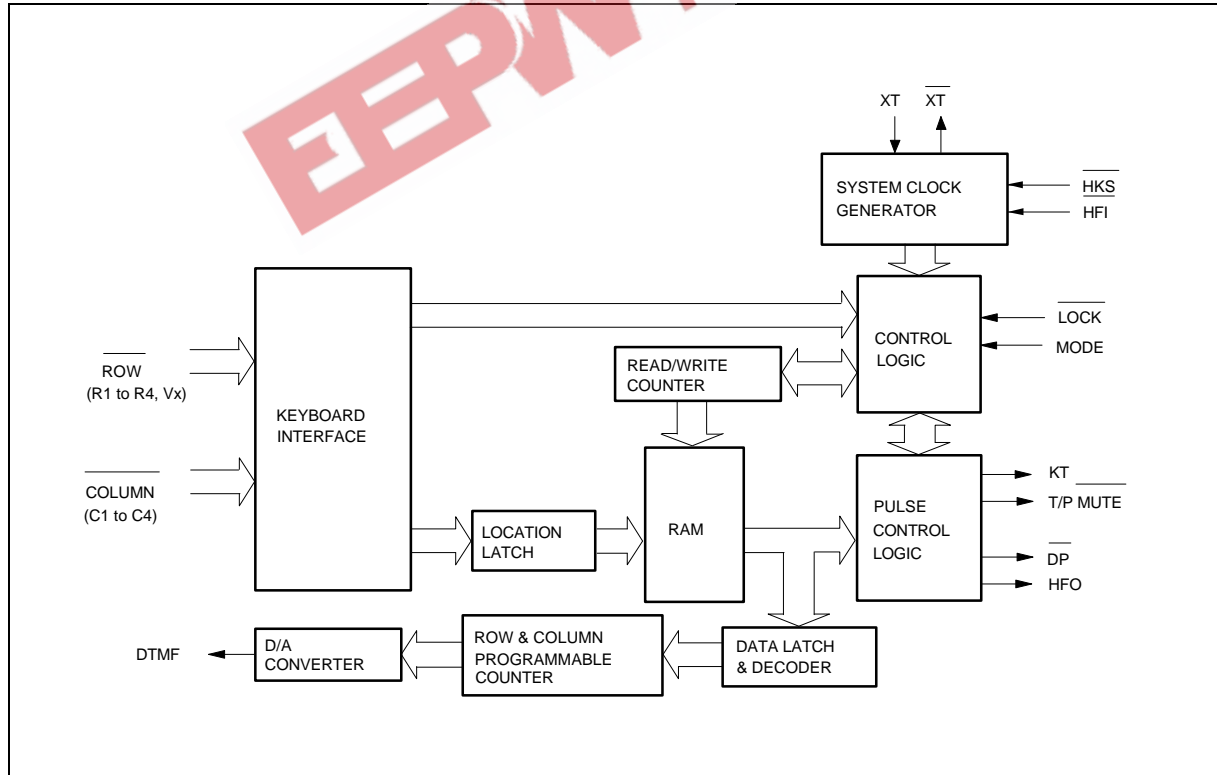 EEPW
XT
XT
SYSTEM CLOCK
GENERATOR
HKS
HFI
KEYBOARD
INTERFACE
ROW
(R1 to R4, Vx)
COLUMN
(C1 to C4)
READ/WRITE
COUNTER
CONTROL
LOGIC
LOCK
MODE
LOCATION
LATCH
RAM
PULSE
CONTROL
LOGIC
KT
T/P MUTE
DP
HFO
DTMF
D/A
CONVERTER
ROW & COLUMN
PROGRAMMABLE
COUNTER
DATA LATCH
& DECODER